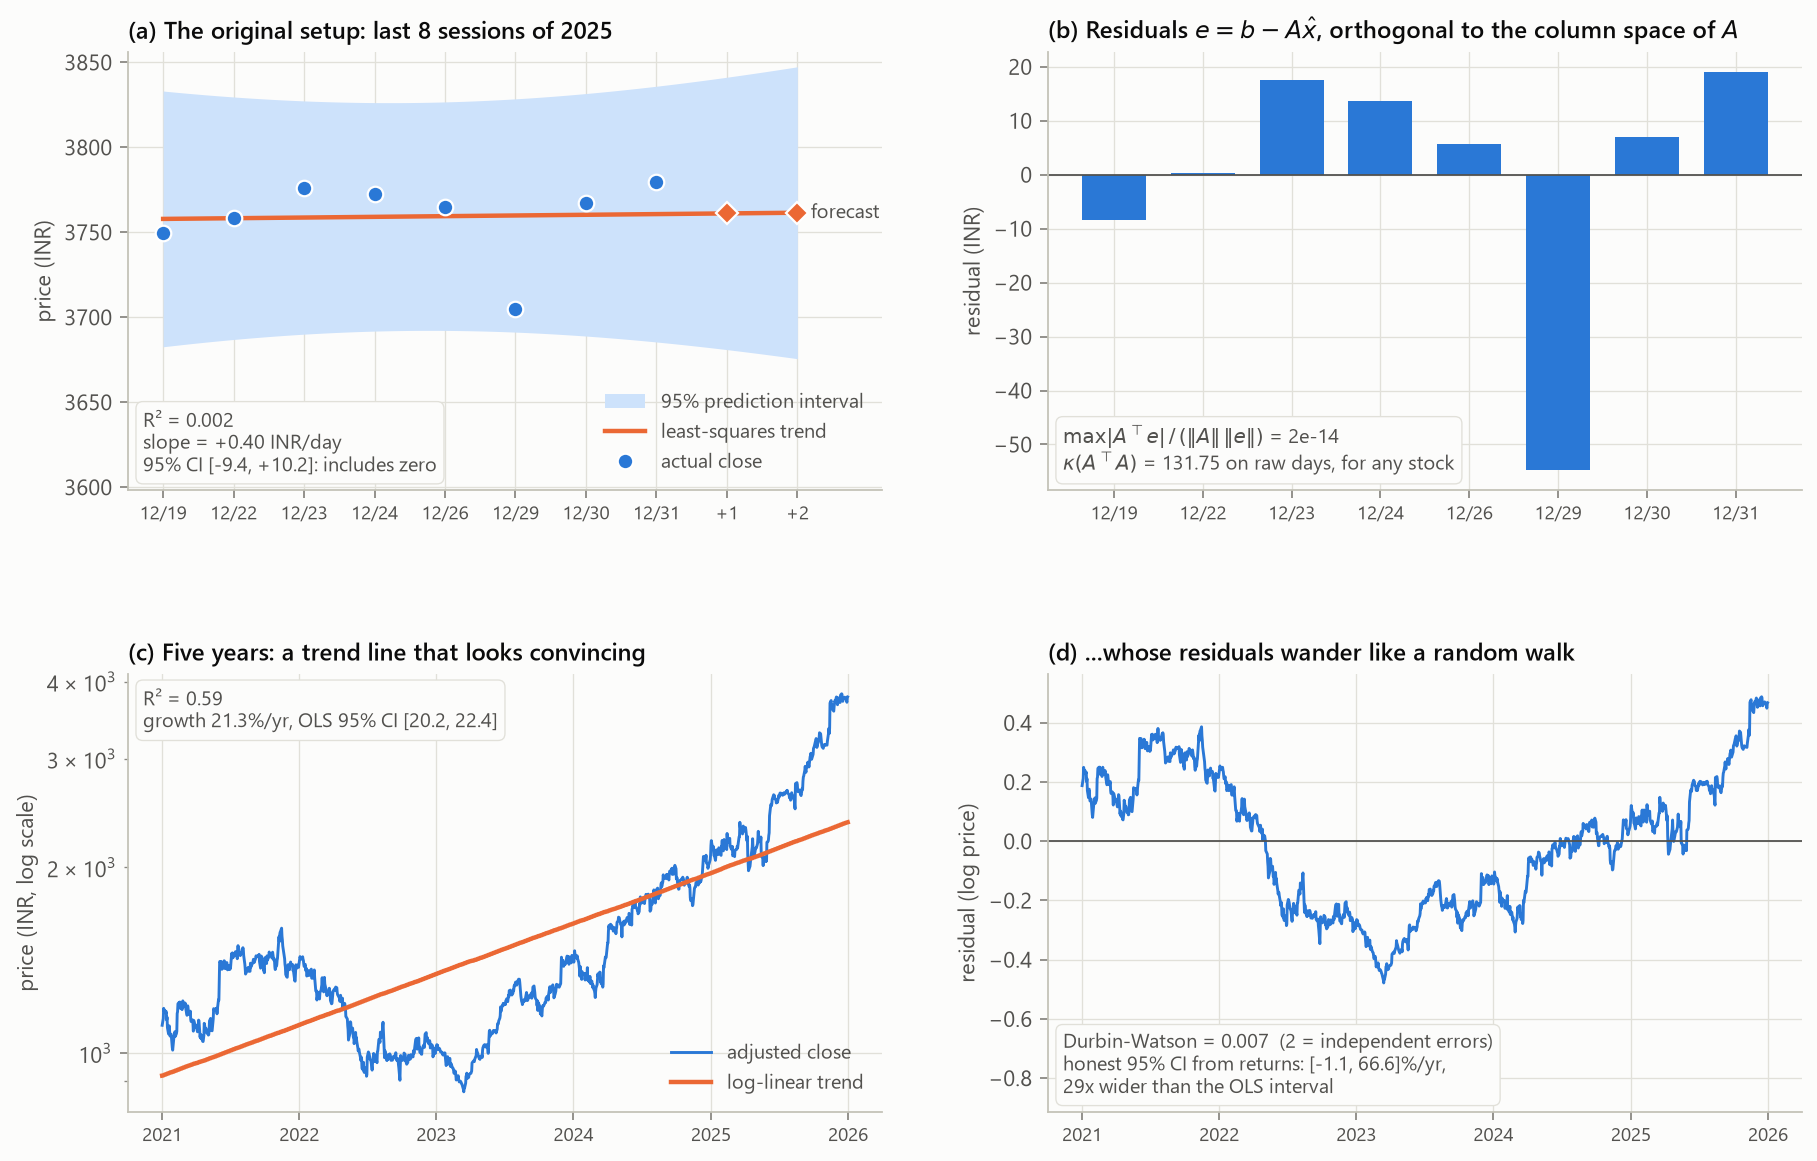 (a) The original setup: last 8 sessions of 2025
price (INR)
3850
3800
3750
3700
3650
3600
forecast
R² = 0.002
slope = +0.40 INR/day
95% CI [-9.4, +10.2]: includes zero
95% prediction interval
least-squares trend
actual close
12/19 12/22 12/23 12/24 12/26 12/29 12/30 12/31 +1 +2
(b) Residuals e = b − Ax̂, orthogonal to the column space of A
residual (INR)
20
10
0
−10
−20
−30
−40
−50
max|A⊤e| / (‖A‖ ‖e‖) = 2e-14
κ(A⊤A) = 131.75 on raw days, for any stock
12/19 12/22 12/23 12/24 12/26 12/29 12/30 12/31
(c) Five years: a trend line that looks convincing
price (INR, log scale)
4 × 10³
3 × 10³
2 × 10³
10³
R² = 0.59
growth 21.3%/yr, OLS 95% CI [20.2, 22.4]
adjusted close
log-linear trend
2021 2022 2023 2024 2025 2026
(d) ...whose residuals wander like a random walk
residual (log price)
0.4
0.2
0.0
−0.2
−0.4
−0.6
−0.8
Durbin-Watson = 0.007 (2 = independent errors)
honest 95% CI from returns: [-1.1, 66.6]%/yr,
29x wider than the OLS interval
2021 2022 2023 2024 2025 2026